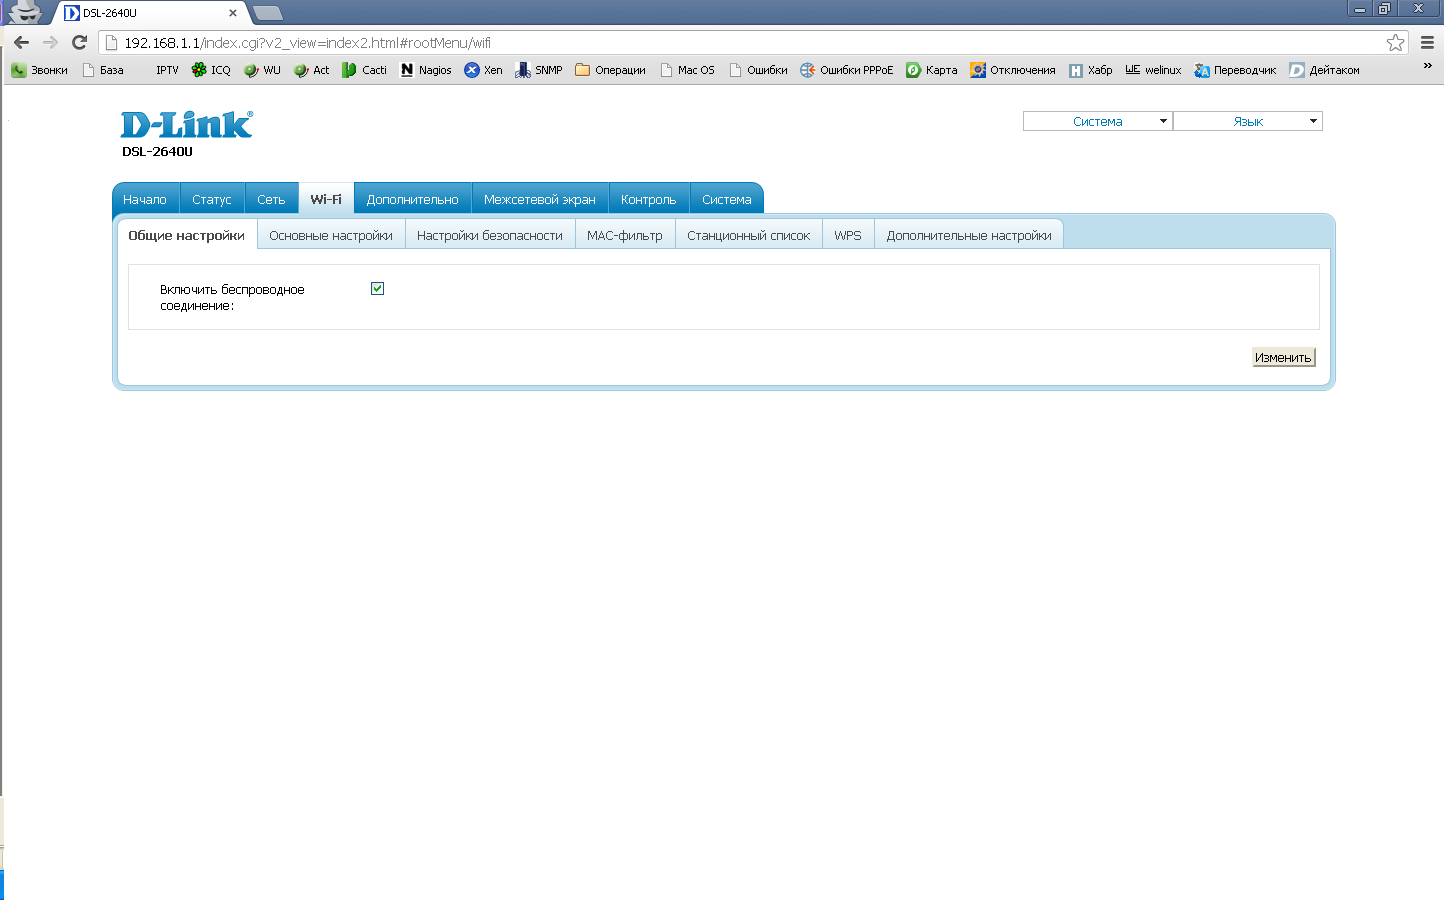 DSL-2640U
192.168.1.1/index.cgi?v2_view=index2.html#rootMenu/wifi
Звонки База IPTV ICQ WU Act Cacti Nagios Xen SNMP Операции Mac OS Ошибки Ошибки PPPoE Карта Отключения Хабр welinux Переводчик Дейтаком »
D-Link®
DSL-2640U
Система Язык
Начало Статус Сеть Wi-Fi Дополнительно Межсетевой экран Контроль Система
Общие настройки Основные настройки Настройки безопасности MAC-фильтр Станционный список WPS Дополнительные настройки
Включить беспроводное
соединение:
Изменить